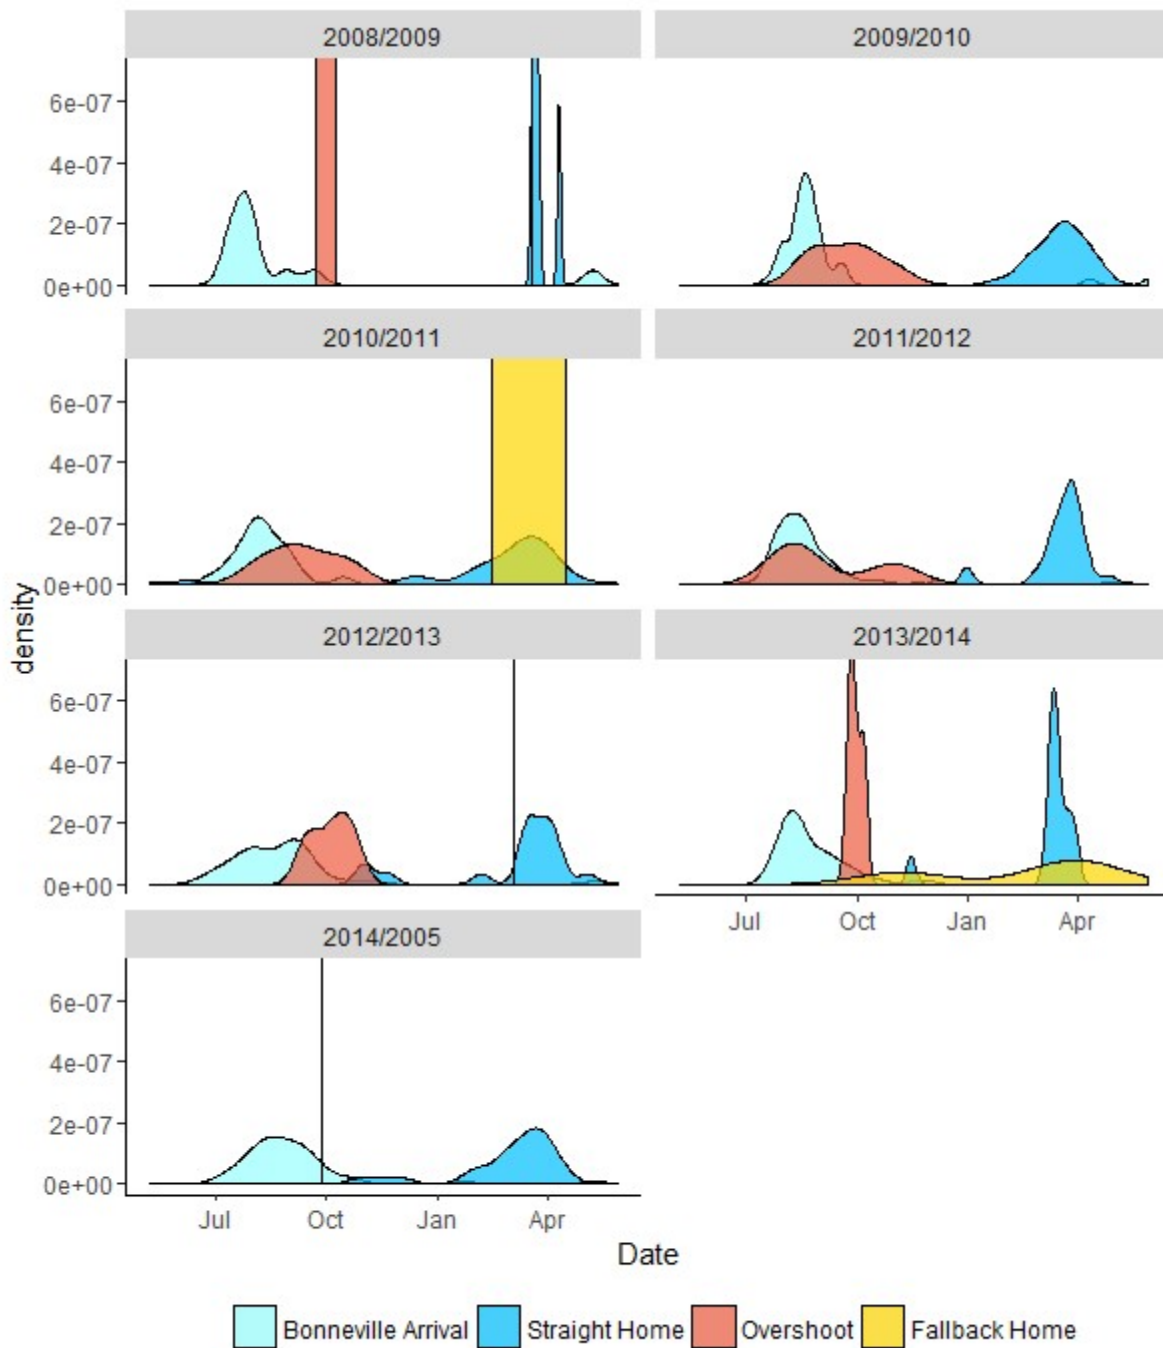 2008/2009
2009/2010
6e-07
4e-07
2e-07
0e+00
2010/2011
2011/2012
6e-07
4e-07
2e-07
0e+00
density
2012/2013
2013/2014
6e-07
4e-07
2e-07
0e+00
Jul Oct Jan Apr
2014/2005
6e-07
4e-07
2e-07
0e+00
Jul Oct Jan Apr
Date
Bonneville Arrival Straight Home Overshoot Fallback Home